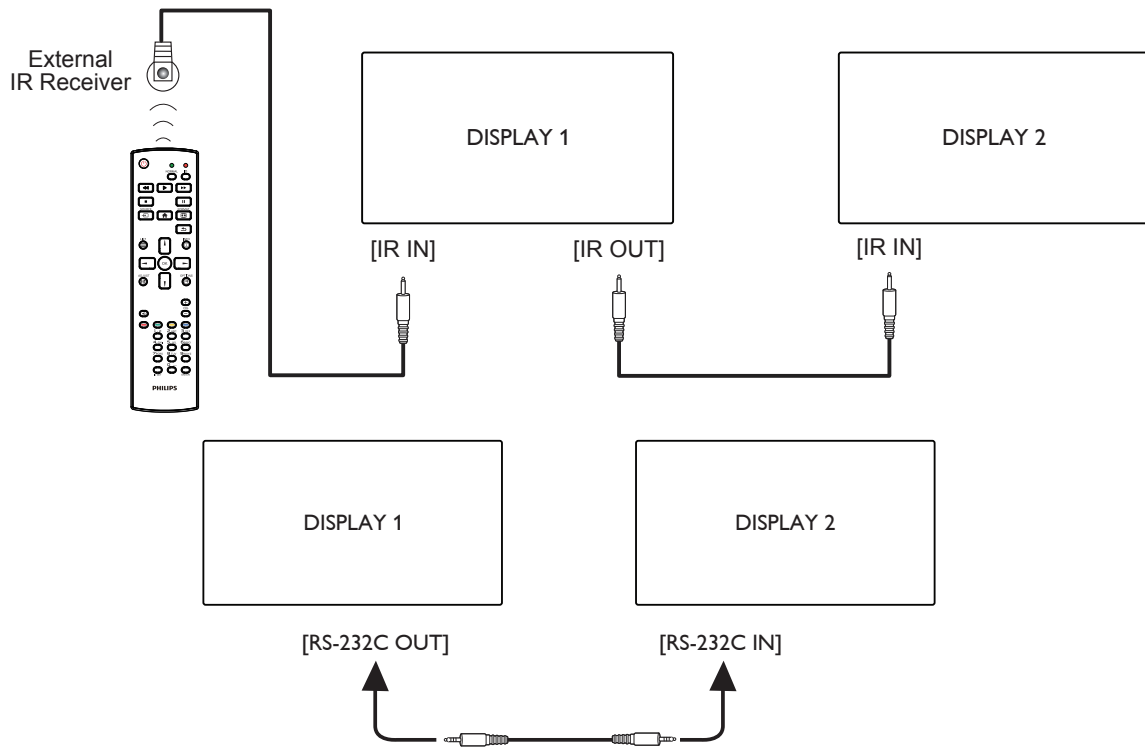 External
IR Receiver
DISPLAY 1
DISPLAY 2
[IR IN]
[IR OUT]
[IR IN]
PHILIPS
DISPLAY 1
DISPLAY 2
[RS-232C OUT]
[RS-232C IN]